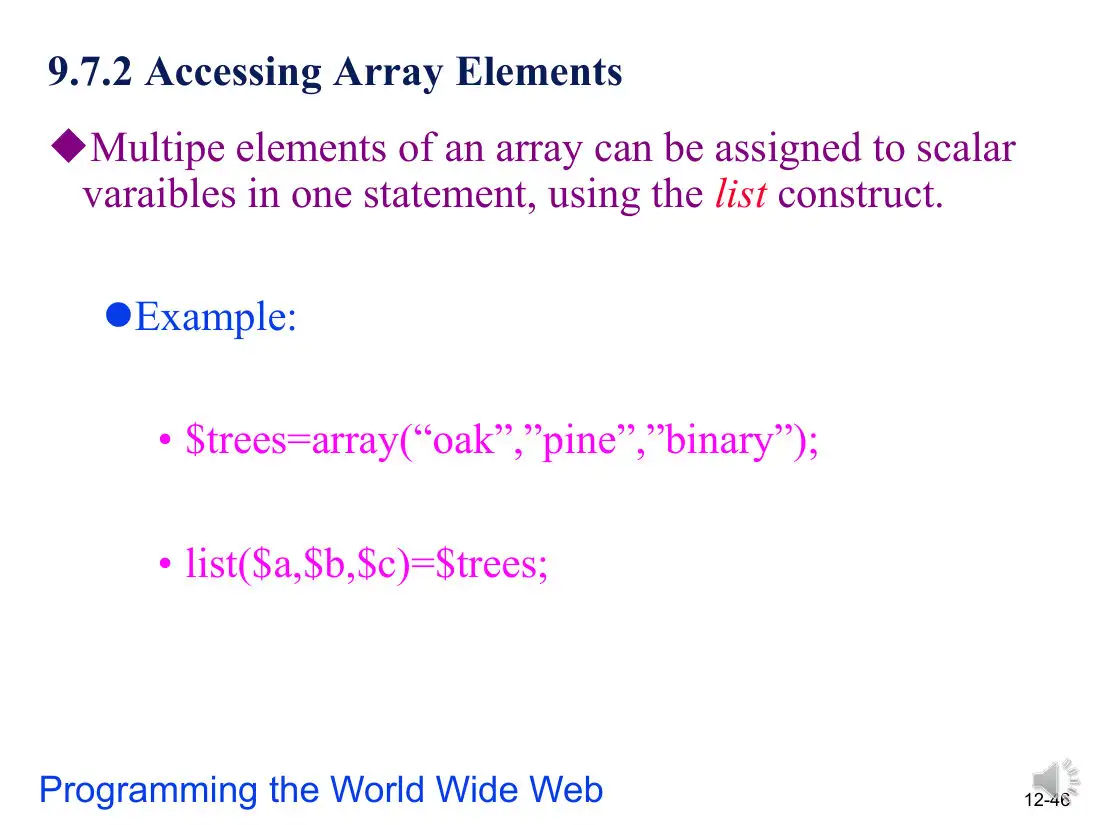 9.7.2 Accessing Array Elements
◆Multipe elements of an array can be assigned to scalar
varaibles in one statement, using the list construct.
●Example:
• $trees=array(“oak”,”pine”,”binary”);
• list($a,$b,$c)=$trees;
Programming the World Wide Web
12-46